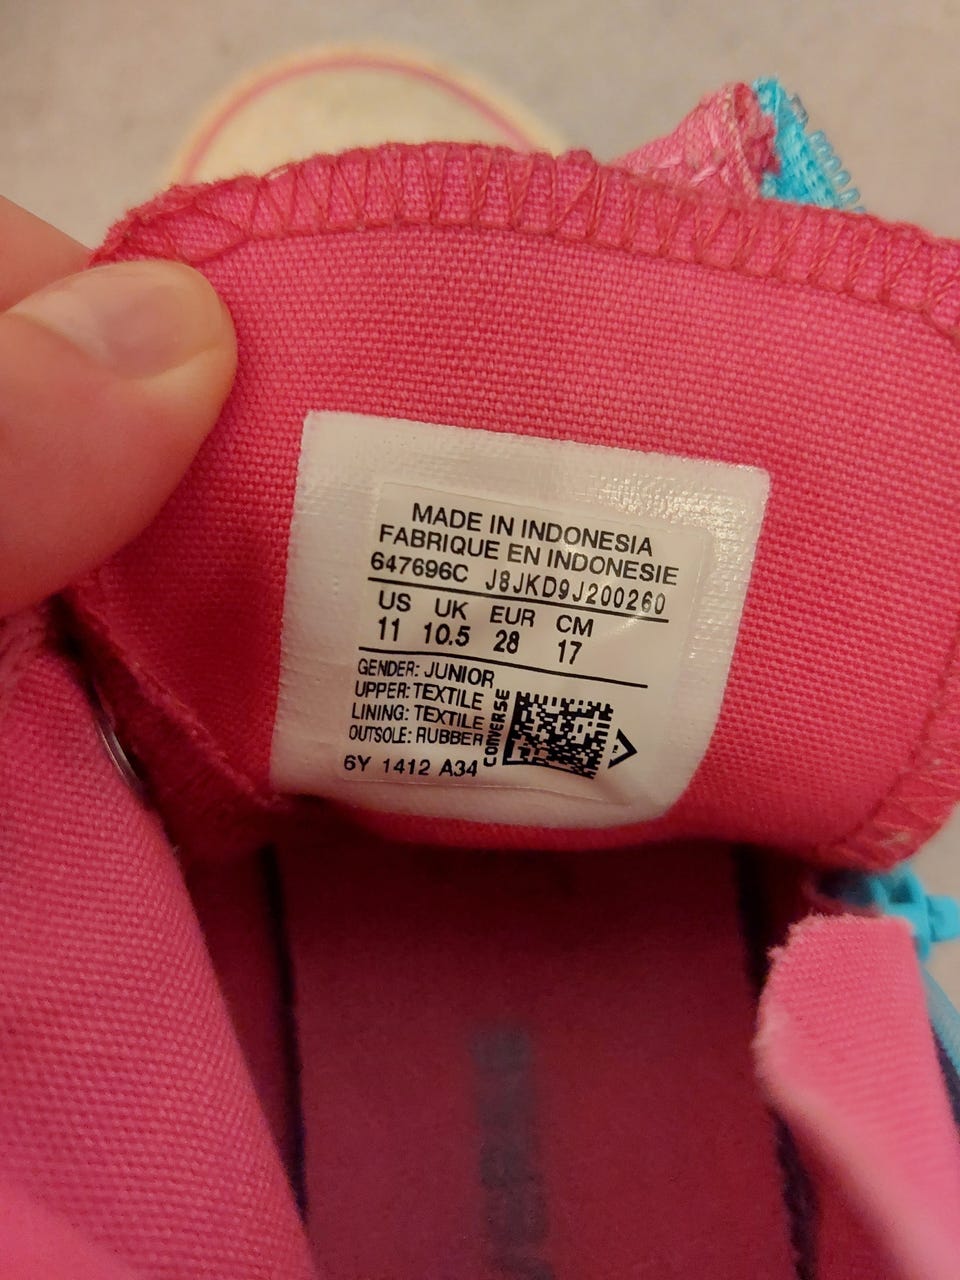 MADE IN INDONESIA
FABRIQUE EN INDONESIE
647696C J8JKD9J200260
US UK EUR CM
11 10.5 28 17
GENDER: JUNIOR
UPPER: TEXTILE
LINING: TEXTILE
OUTSOLE: RUBBER
CONVERSE
6Y 1412 A34